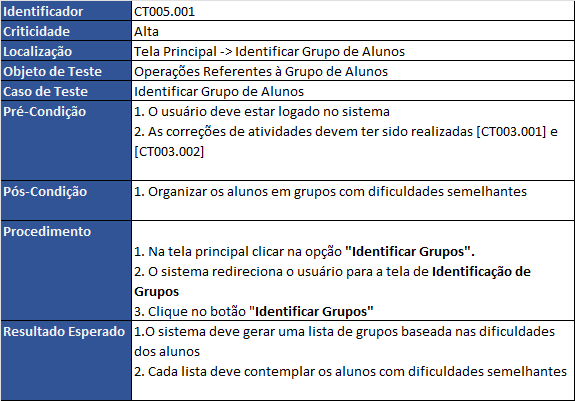 Identificador CT005.001
Criticidade Alta
Localização Tela Principal -> Identificar Grupo de Alunos
Objeto de Teste Operações Referentes à Grupo de Alunos
Caso de Teste Identificar Grupo de Alunos
Pré-Condição 1. O usuário deve estar logado no sistema
2. As correções de atividades devem ter sido realizadas [CT003.001] e
[CT003.002]
Pós-Condição 1. Organizar os alunos em grupos com dificuldades semelhantes
Procedimento
1. Na tela principal clicar na opção "Identificar Grupos".
2. O sistema redireciona o usuário para a tela de Identificação de
Grupos
3. Clique no botão "Identificar Grupos"
Resultado Esperado 1.O sistema deve gerar uma lista de grupos baseada nas dificuldades
dos alunos
2. Cada lista deve contemplar os alunos com dificuldades semelhantes